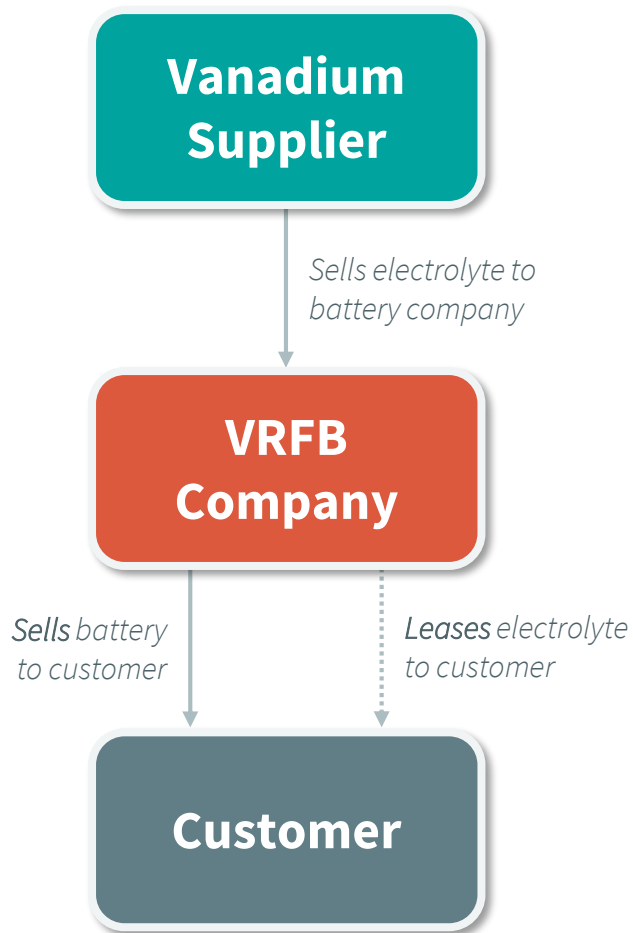 Vanadium
Supplier
Sells electrolyte to
battery company
VRFB
Company
Sells battery
to customer
Leases electrolyte
to customer
Customer